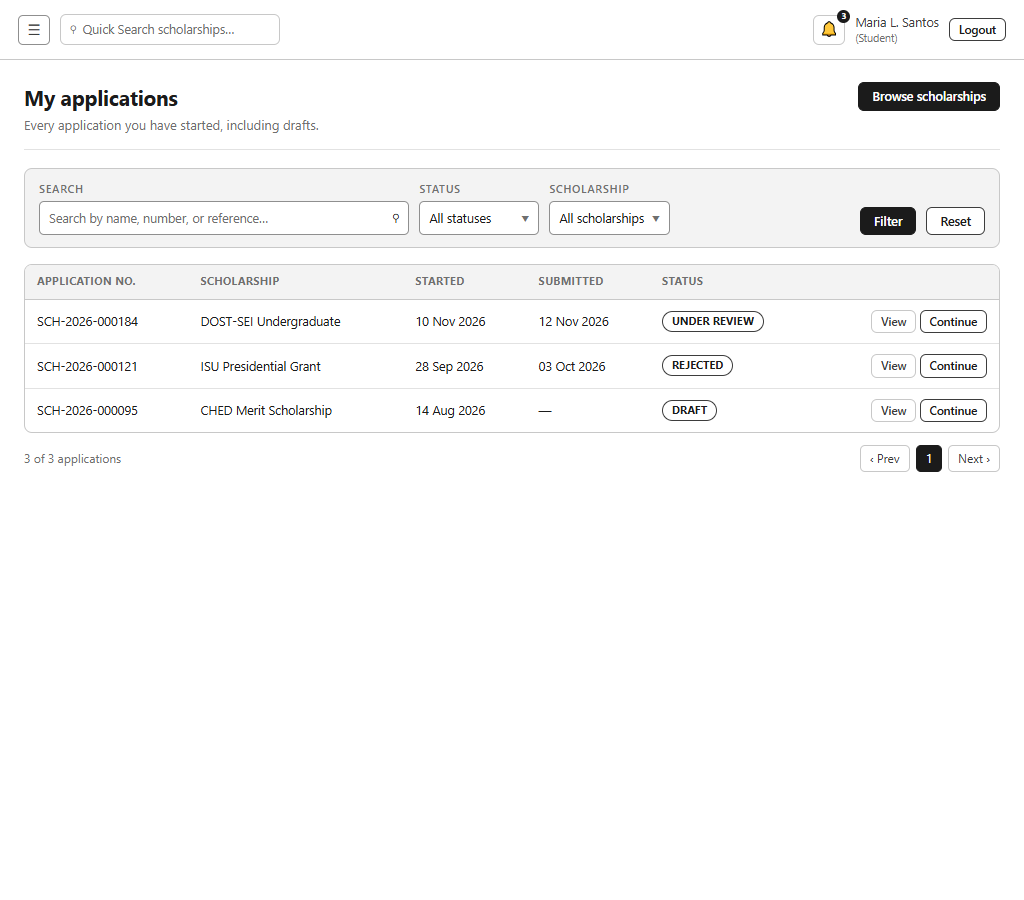 ☰
Quick Search scholarships...
3
Maria L. Santos
(Student)
Logout
My applications
Browse scholarships
Every application you have started, including drafts.
SEARCH STATUS SCHOLARSHIP
Search by name, number, or reference... All statuses All scholarships Filter Reset
APPLICATION NO. SCHOLARSHIP STARTED SUBMITTED STATUS
SCH-2026-000184 DOST-SEI Undergraduate 10 Nov 2026 12 Nov 2026 UNDER REVIEW View Continue
SCH-2026-000121 ISU Presidential Grant 28 Sep 2026 03 Oct 2026 REJECTED View Continue
SCH-2026-000095 CHED Merit Scholarship 14 Aug 2026 — DRAFT View Continue
3 of 3 applications ‹ Prev 1 Next ›